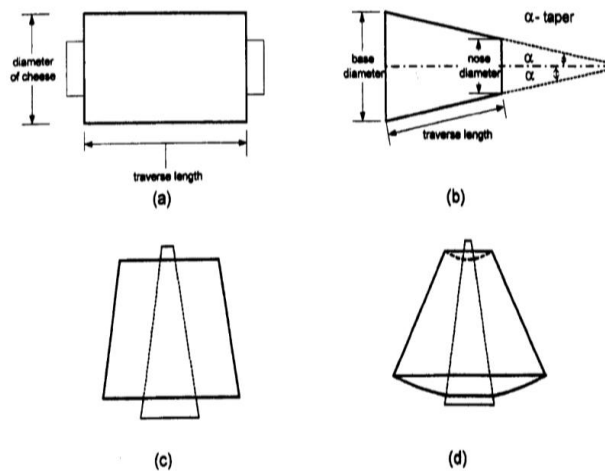 diameter
of cheese
traverse length
(a)
α- taper
base
diameter
nose
diameter
α
α
traverse length
(b)
(c)
(d)